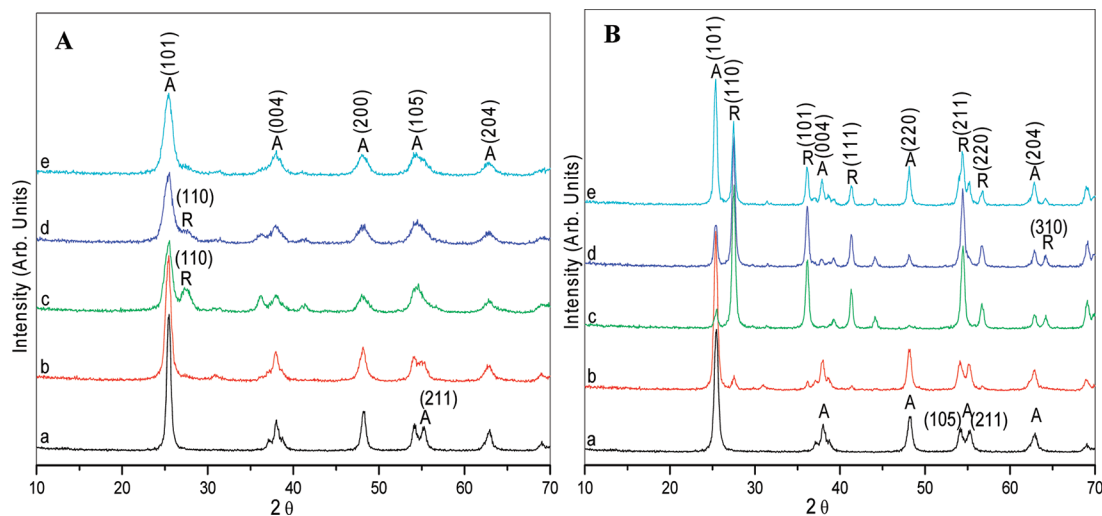 A
A(101)
A(004)
A(200)
A(105)
A(204)
e
(110)
R
d
(110)
R
c
b
(211)
A
a
Intensity (Arb. Units)
10 20 30 40 50 60 70
2 θ
B
A(101)
R(110)
R(101)
A(004)
R(111)
A(220)
R(211)
R(220)
A(204)
e
(310)
R
d
c
b
A
A
(105)
A
(211)
A
a
Intensity (Arb. Units)
10 20 30 40 50 60 70
2 θ